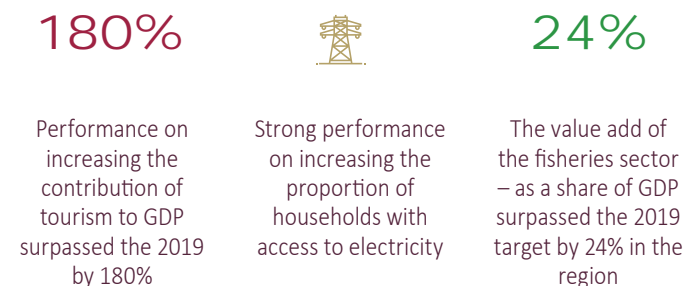 180%
Performance on
increasing the
contribution of
tourism to GDP
surpassed the 2019
by 180%
Strong performance
on increasing the
proportion of
households with
access to electricity
24%
The value add of
the fisheries sector
– as a share of GDP
surpassed the 2019
target by 24% in the
region